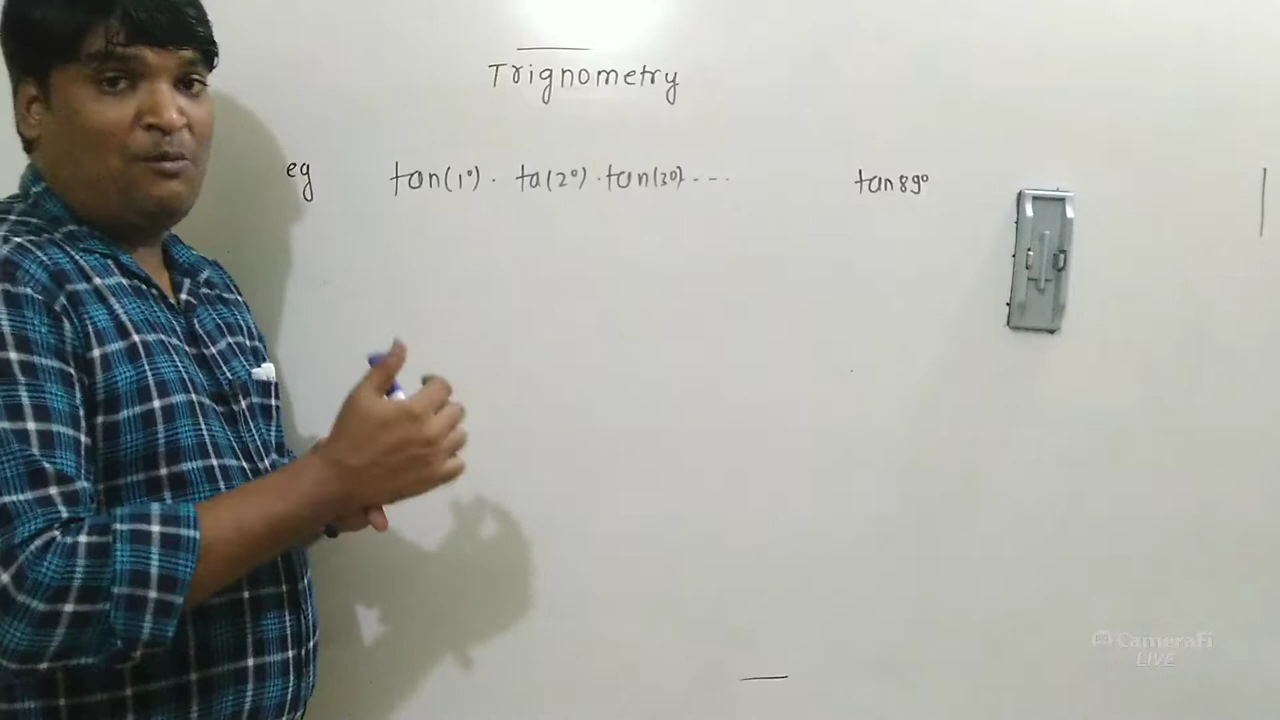 Trignometry
eg tan(1°) · ta(2°) · tan(3°) - - - tan89°
CameraFi
LIVE